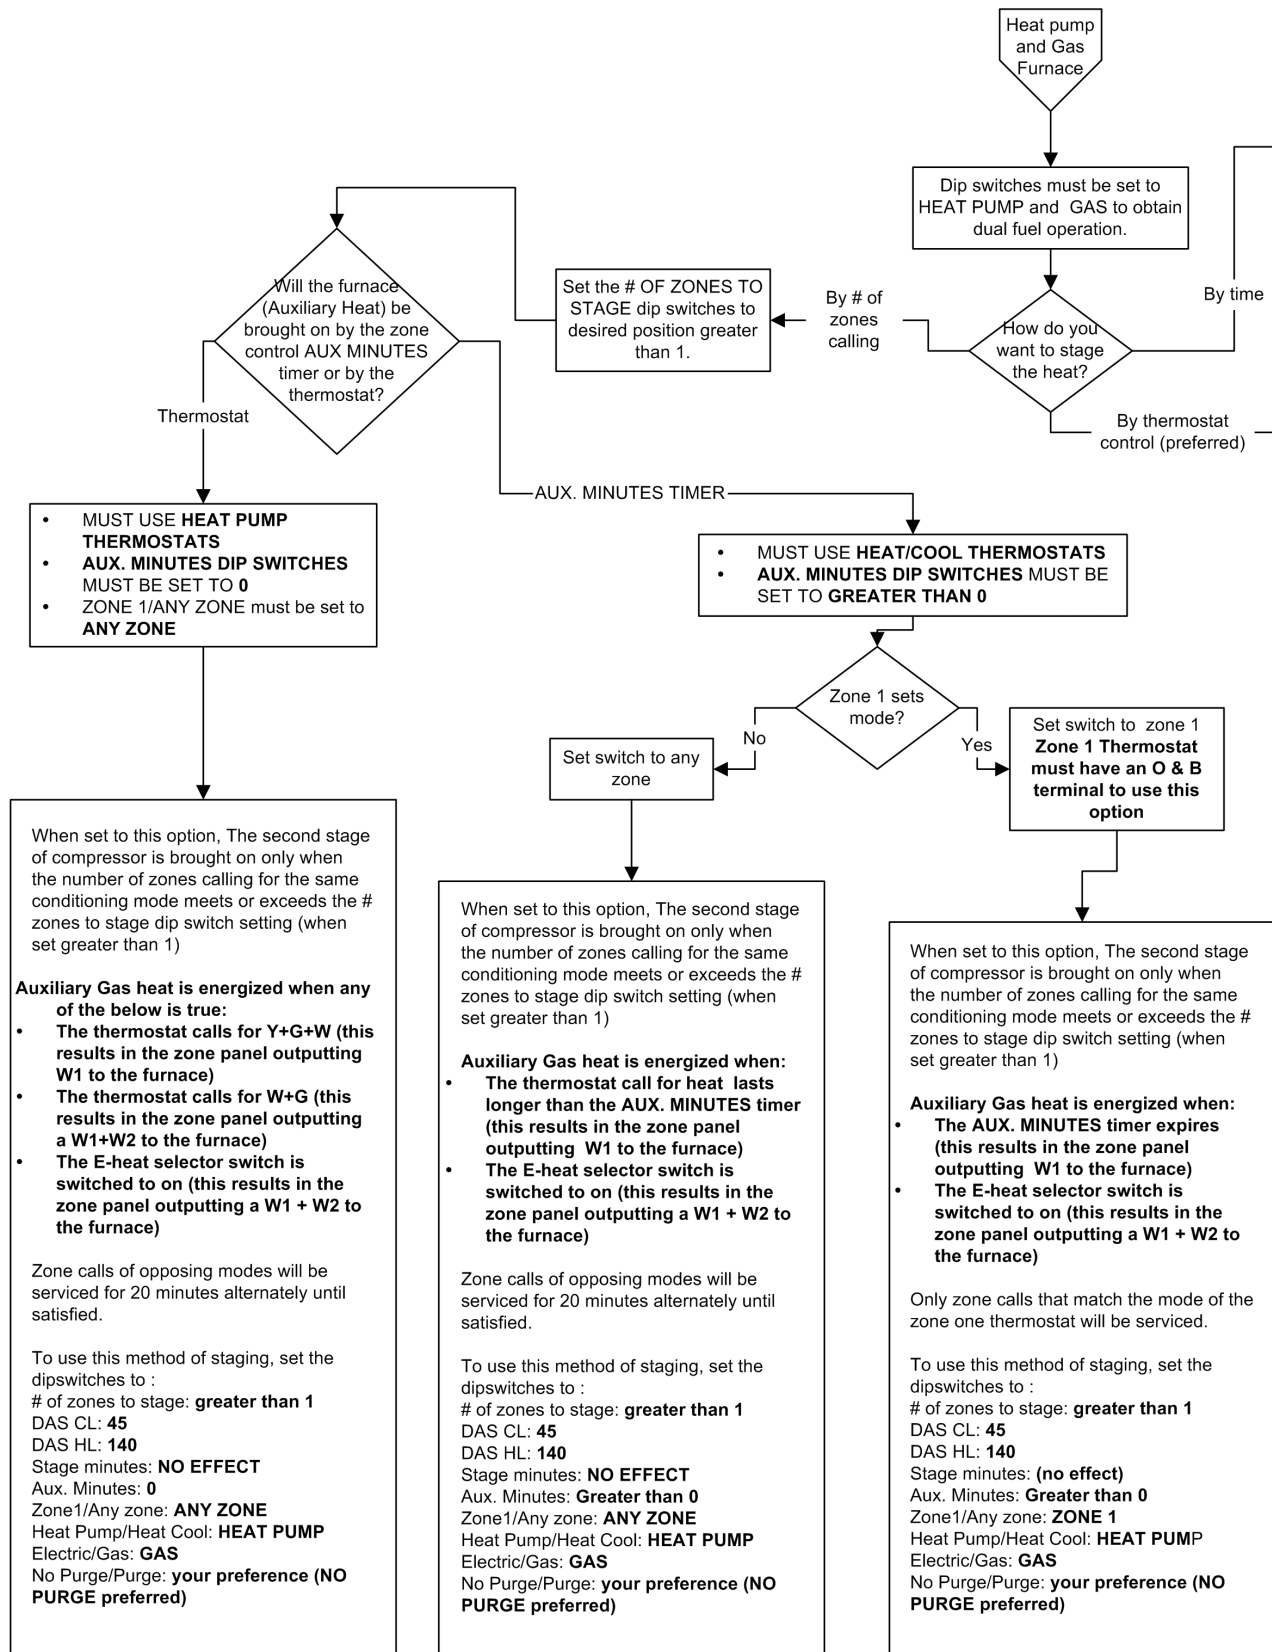 Heat pump
and Gas
Furnace
Dip switches must be set to
HEAT PUMP and GAS to obtain
dual fuel operation.
How do you
want to stage
the heat?
By time
By thermostat
control (preferred)
By # of
zones
calling
Set the # OF ZONES TO
STAGE dip switches to
desired position greater
than 1.
Will the furnace
(Auxiliary Heat) be
brought on by the zone
control AUX MINUTES
timer or by the
thermostat?
Thermostat
AUX. MINUTES TIMER
• MUST USE HEAT PUMP
THERMOSTATS
• AUX. MINUTES DIP SWITCHES
MUST BE SET TO 0
• ZONE 1/ANY ZONE must be set to
ANY ZONE
• MUST USE HEAT/COOL THERMOSTATS
• AUX. MINUTES DIP SWITCHES MUST BE
SET TO GREATER THAN 0
Zone 1 sets
mode?
No
Yes
Set switch to any
zone
Set switch to zone 1
Zone 1 Thermostat
must have an O & B
terminal to use this
option
When set to this option, The second stage
of compressor is brought on only when
the number of zones calling for the same
conditioning mode meets or exceeds the #
zones to stage dip switch setting (when
set greater than 1)
Auxiliary Gas heat is energized when any
of the below is true:
• The thermostat calls for Y+G+W (this
results in the zone panel outputting
W1 to the furnace)
• The thermostat calls for W+G (this
results in the zone panel outputting
a W1+W2 to the furnace)
• The E-heat selector switch is
switched to on (this results in the
zone panel outputting a W1 + W2 to
the furnace)
Zone calls of opposing modes will be
serviced for 20 minutes alternately until
satisfied.
To use this method of staging, set the
dipswitches to :
# of zones to stage: greater than 1
DAS CL: 45
DAS HL: 140
Stage minutes: NO EFFECT
Aux. Minutes: 0
Zone1/Any zone: ANY ZONE
Heat Pump/Heat Cool: HEAT PUMP
Electric/Gas: GAS
No Purge/Purge: your preference (NO
PURGE preferred)
When set to this option, The second stage
of compressor is brought on only when
the number of zones calling for the same
conditioning mode meets or exceeds the #
zones to stage dip switch setting (when
set greater than 1)
Auxiliary Gas heat is energized when:
• The thermostat call for heat lasts
longer than the AUX. MINUTES timer
(this results in the zone panel
outputting W1 to the furnace)
• The E-heat selector switch is
switched to on (this results in the
zone panel outputting a W1 + W2 to
the furnace)
Zone calls of opposing modes will be
serviced for 20 minutes alternately until
satisfied.
To use this method of staging, set the
dipswitches to :
# of zones to stage: greater than 1
DAS CL: 45
DAS HL: 140
Stage minutes: NO EFFECT
Aux. Minutes: Greater than 0
Zone1/Any zone: ANY ZONE
Heat Pump/Heat Cool: HEAT PUMP
Electric/Gas: GAS
No Purge/Purge: your preference (NO
PURGE preferred)
When set to this option, The second stage
of compressor is brought on only when
the number of zones calling for the same
conditioning mode meets or exceeds the #
zones to stage dip switch setting (when
set greater than 1)
Auxiliary Gas heat is energized when:
• The AUX. MINUTES timer expires
(this results in the zone panel
outputting W1 to the furnace)
• The E-heat selector switch is
switched to on (this results in the
zone panel outputting a W1 + W2 to
the furnace)
Only zone calls that match the mode of the
zone one thermostat will be serviced.
To use this method of staging, set the
dipswitches to :
# of zones to stage: greater than 1
DAS CL: 45
DAS HL: 140
Stage minutes: (no effect)
Aux. Minutes: Greater than 0
Zone1/Any zone: ZONE 1
Heat Pump/Heat Cool: HEAT PUMP
Electric/Gas: GAS
No Purge/Purge: your preference (NO
PURGE preferred)